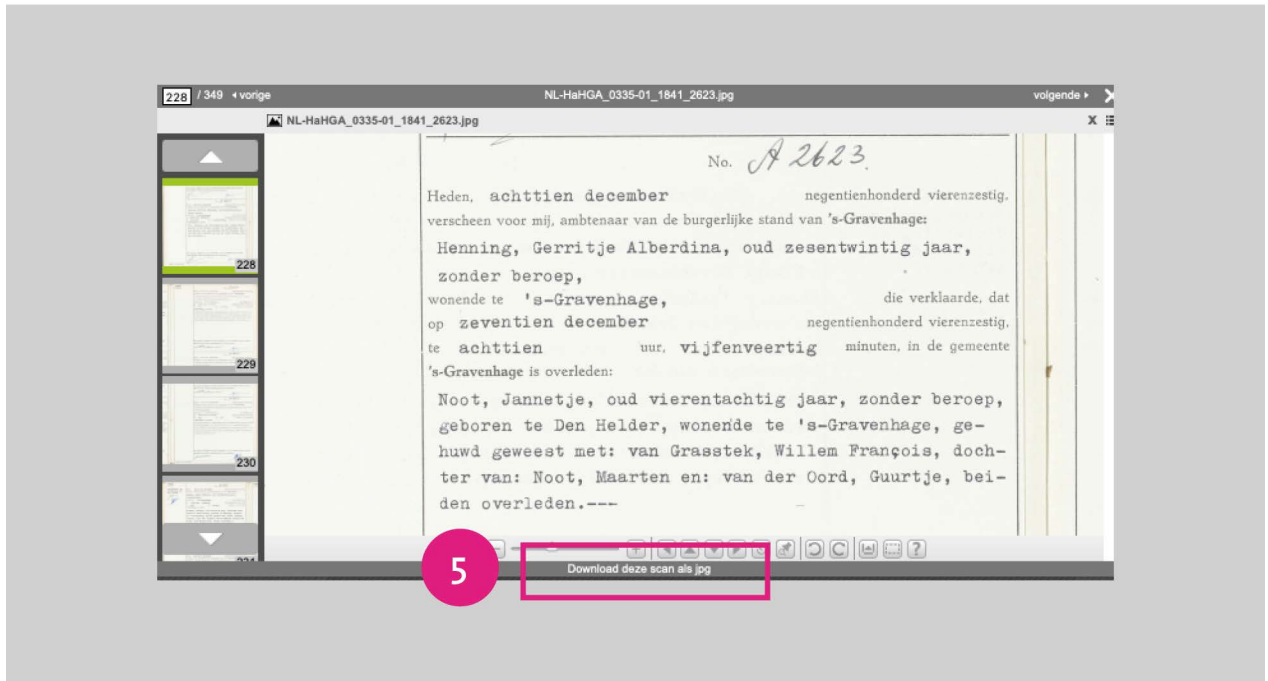 228 / 349 vorige NL-HaHGA_0335-01_1841_2623.jpg volgende
NL-HaHGA_0335-01_1841_2623.jpg X
No. A 2623.
Heden, achttien december negentienhonderd vierenzestig,
verscheen voor mij, ambtenaar van de burgerlijke stand van 's-Gravenhage:
Henning, Gerritje Alberdina, oud zesentwintig jaar,
zonder beroep,
wonende te 's-Gravenhage, die verklaarde, dat
op zeventien december negentienhonderd vierenzestig,
te achttien uur, vijfenveertig minuten, in de gemeente
's-Gravenhage is overleden:
Noot, Jannetje, oud vierentachtig jaar, zonder beroep,
geboren te Den Helder, wonende te 's-Gravenhage, ge-
huwd geweest met: van Grasstek, Willem François, doch-
ter van: Noot, Maarten en: van der Oord, Guurtje, bei-
den overleden.---
228
229
230
5
Download deze scan als jpg